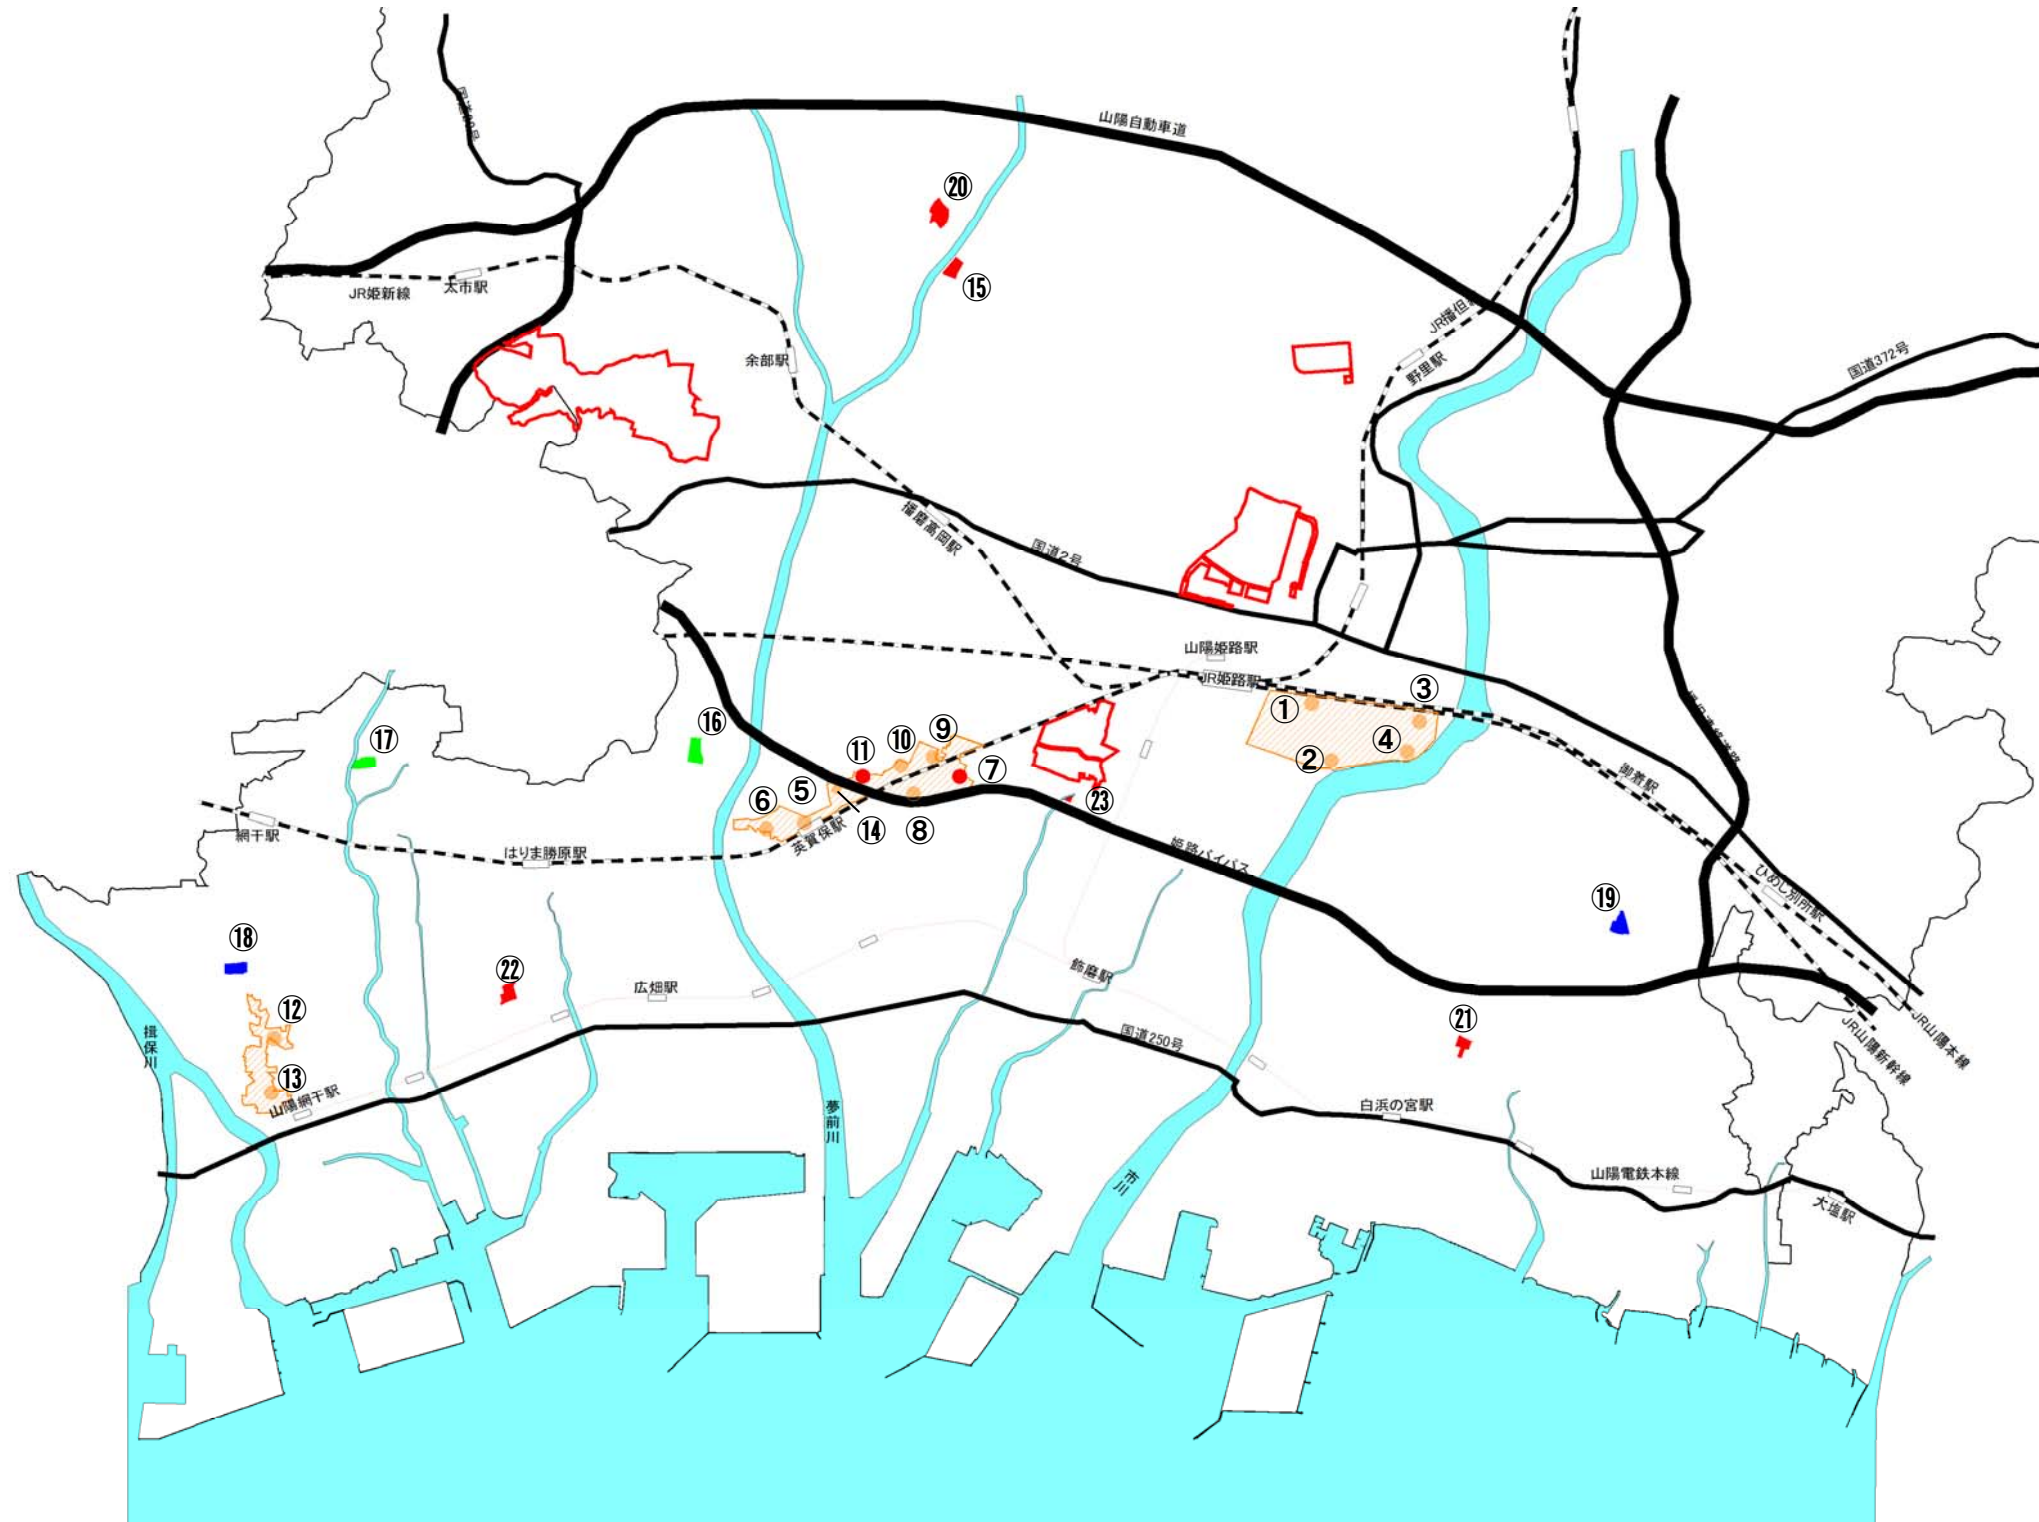 国道29号
山陽自動車道
⑳
⑮
JR姫新線
太市駅
余部駅
JR播但線
野里駅
国道372号
播磨高岡駅
国道2号
山陽姫路駅
JR姫路駅
①
③
②
④
⑯
⑰
⑪
⑩
⑨
⑦
⑥
⑤
⑭
⑧
㉓
英賀保駅
網干駅
はりま勝原駅
姫路バイパス
御着駅
ひめじ別所駅
⑲
⑱
㉒
広畑駅
飾磨駅
⑫
⑬
揖保川
山陽網干駅
国道250号
㉑
JR山陽本線
JR山陽新幹線
夢前川
白浜の宮駅
市川
山陽電鉄本線
大塩駅